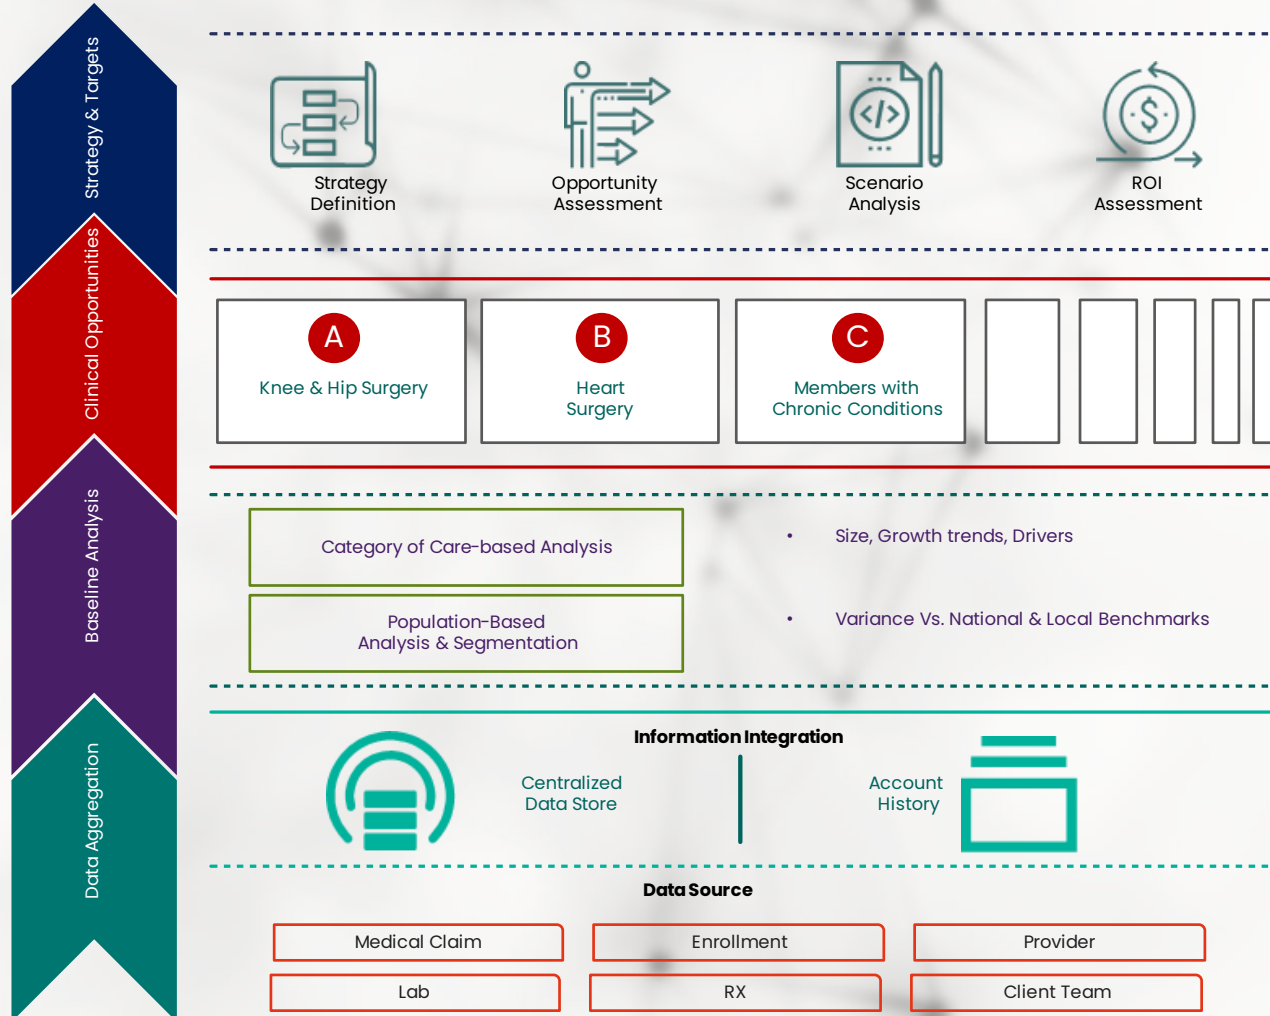 Strategy & Targets
Strategy
Definition
Opportunity
Assessment
</>
Scenario
Analysis
$
ROI
Assessment
Clinical Opportunities
A
Knee & Hip Surgery
B
Heart
Surgery
C
Members with
Chronic Conditions
Baseline Analysis
Category of Care-based Analysis
Population-Based
Analysis & Segmentation
• Size, Growth trends, Drivers
• Variance Vs. National & Local Benchmarks
Data Aggregation
Information Integration
Centralized
Data Store
Account
History
Data Source
Medical Claim
Enrollment
Provider
Lab
RX
Client Team